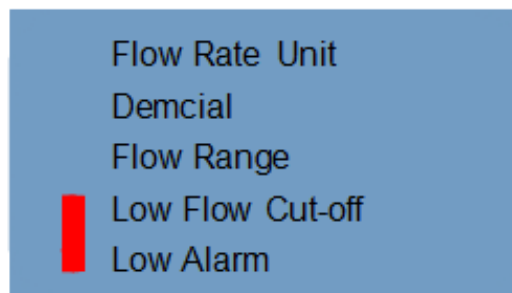 Flow Rate Unit
Demcial
Flow Range
Low Flow Cut-off
Low Alarm